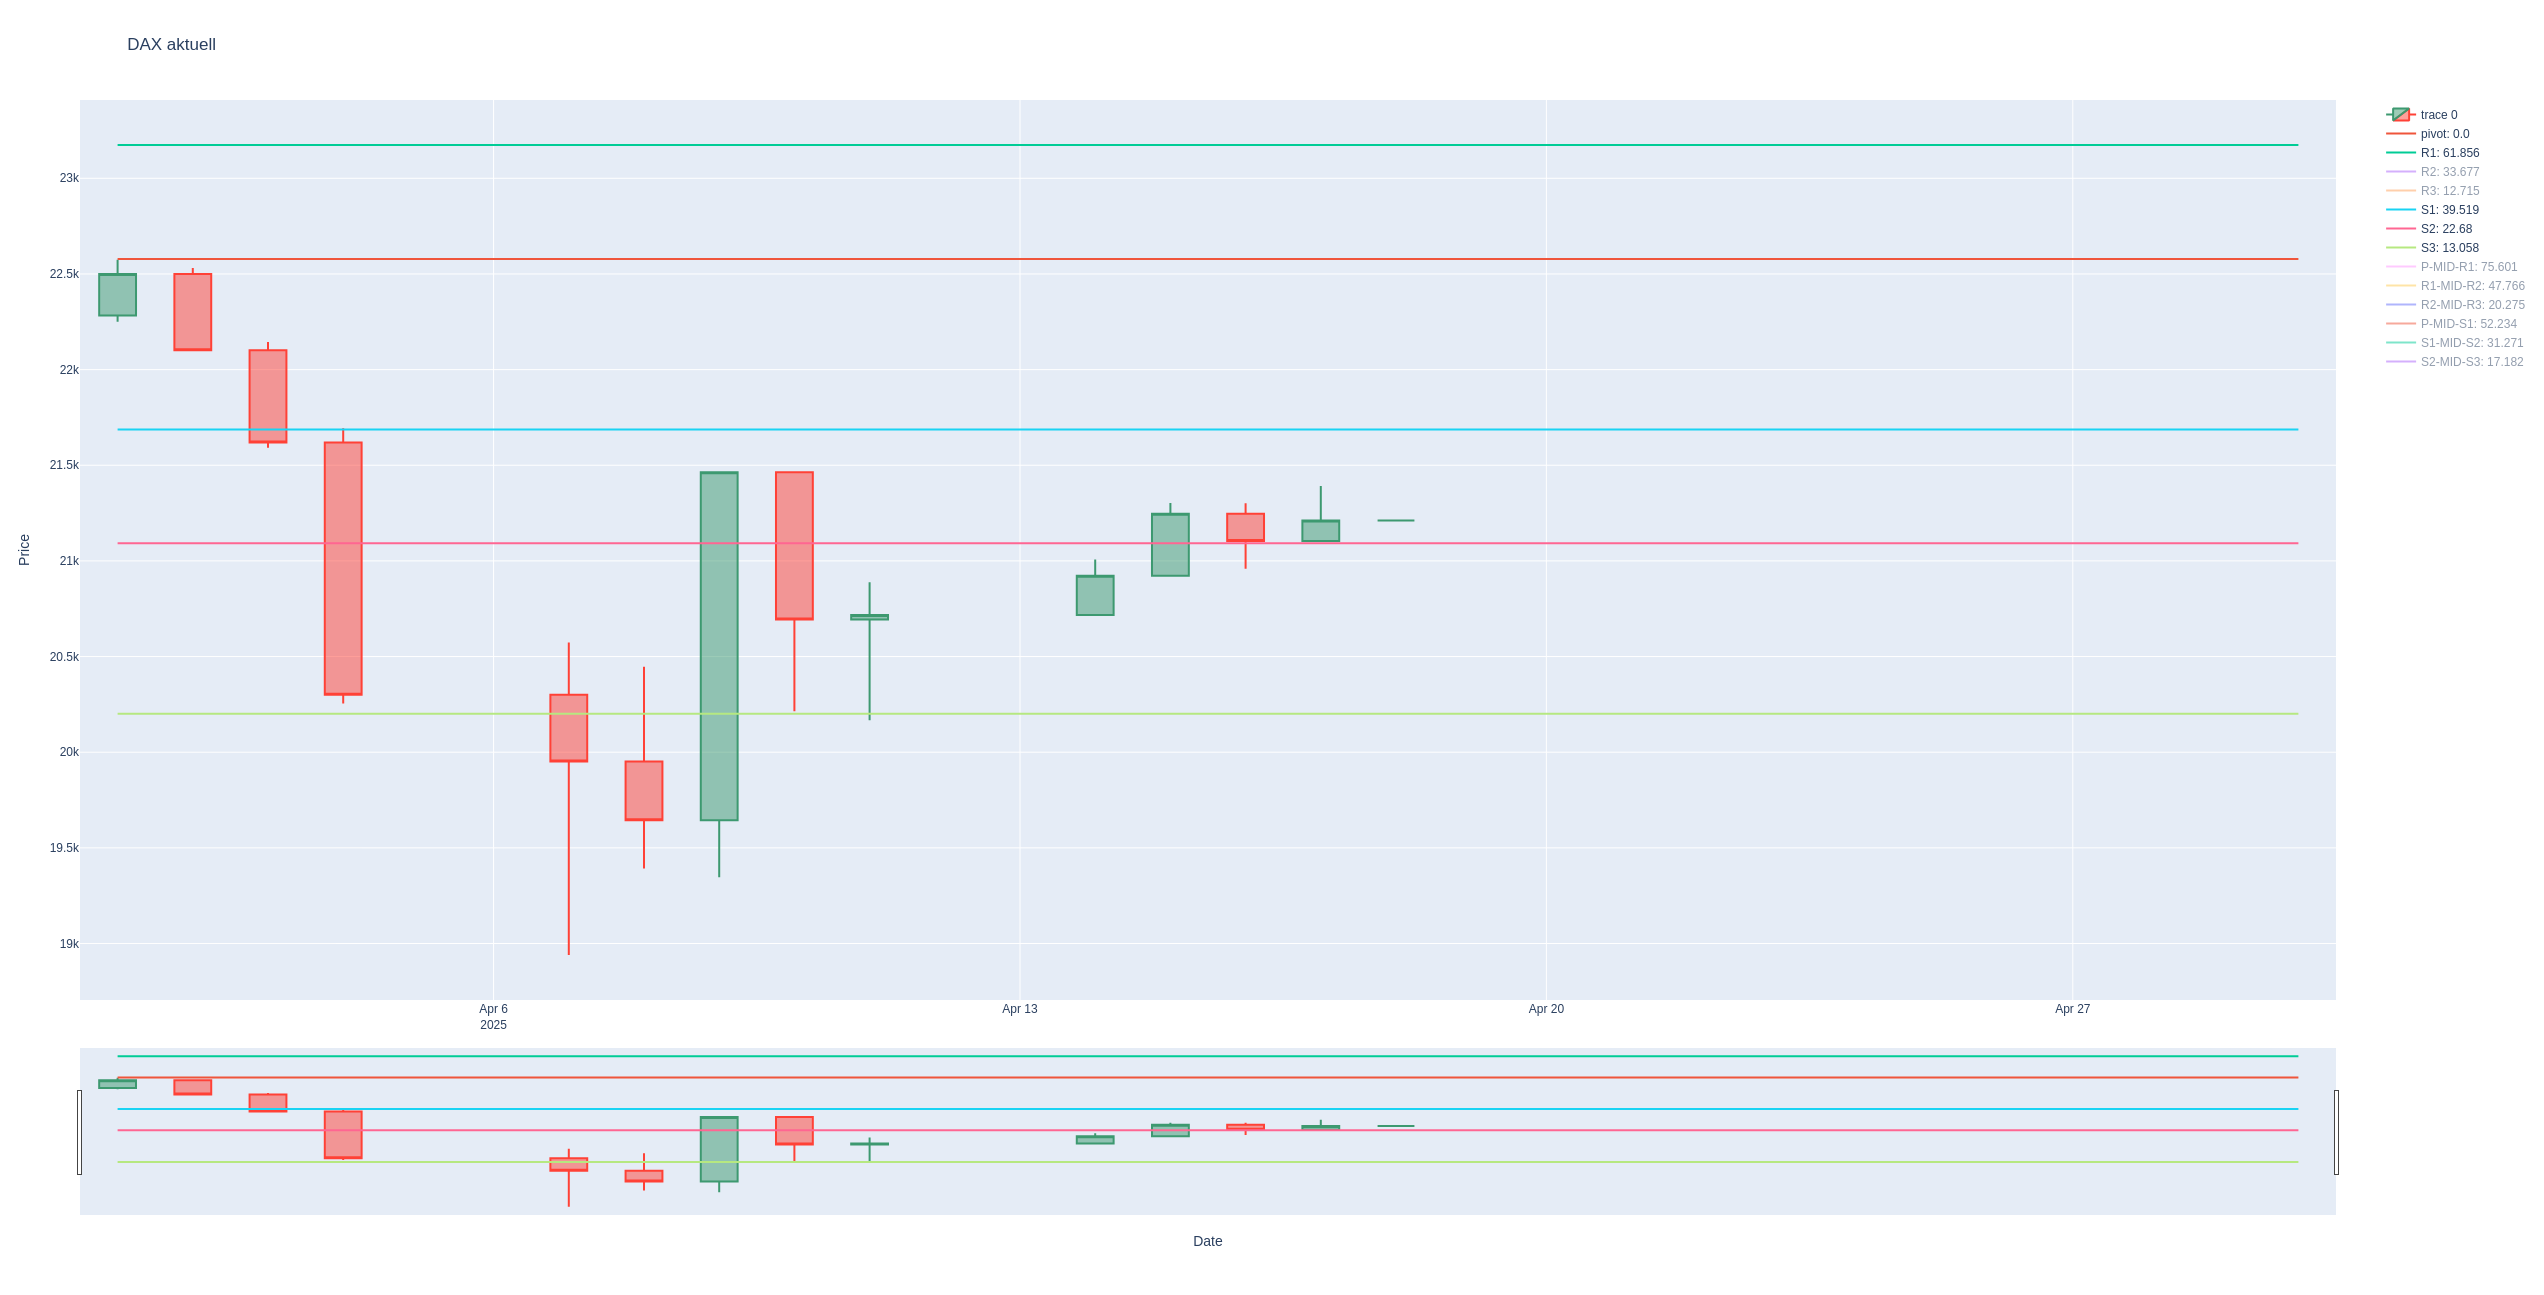 DAX aktuell
23k
22.5k
22k
21.5k
21k
20.5k
20k
19.5k
19k
Price
Apr 6
2025
Apr 13
Apr 20
Apr 27
Date
trace 0
pivot: 0.0
R1: 61.856
R2: 33.677
R3: 12.715
S1: 39.519
S2: 22.68
S3: 13.058
P-MID-R1: 75.601
R1-MID-R2: 47.766
R2-MID-R3: 20.275
P-MID-S1: 52.234
S1-MID-S2: 31.271
S2-MID-S3: 17.182